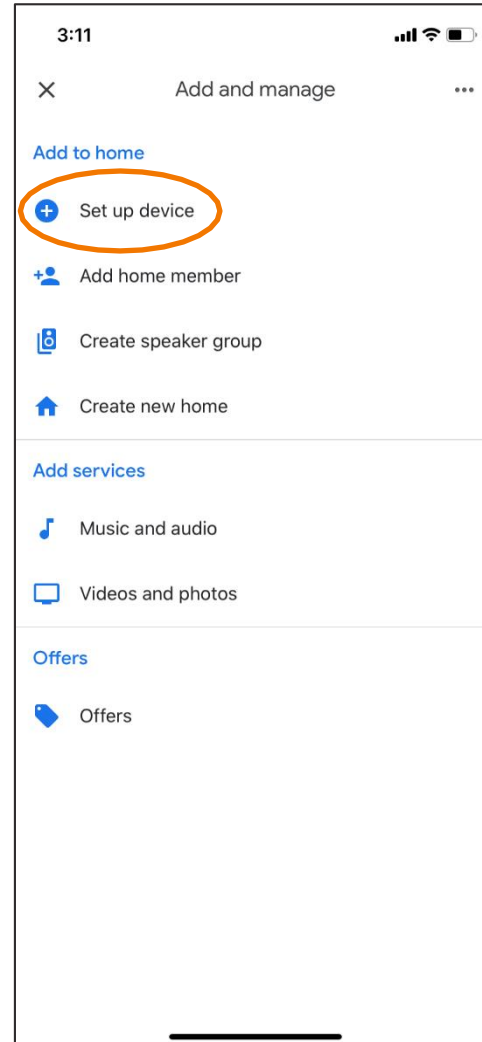 3:11
Add and manage
Add to home
Set up device
Add home member
Create speaker group
Create new home
Add services
Music and audio
Videos and photos
Offers
Offers